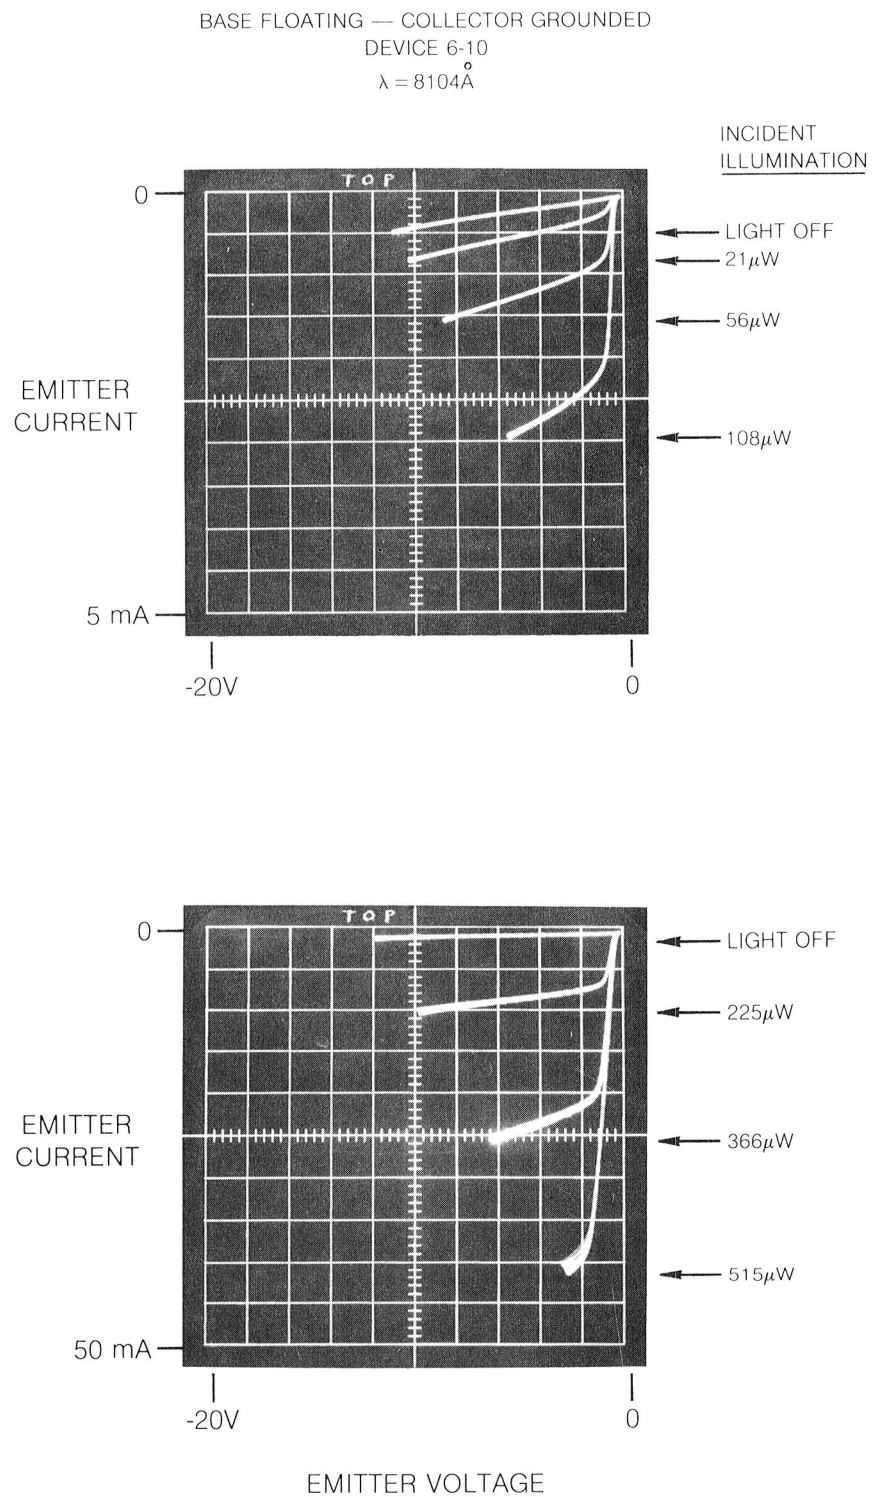 BASE FLOATING — COLLECTOR GROUNDED
DEVICE 6-10
λ = 8104Å
INCIDENT
ILLUMINATION
TOP
0
LIGHT OFF
21μW
56μW
EMITTER
CURRENT
108μW
5 mA
-20V
0
TOP
0
LIGHT OFF
225μW
EMITTER
CURRENT
366μW
515μW
50 mA
-20V
0
EMITTER VOLTAGE